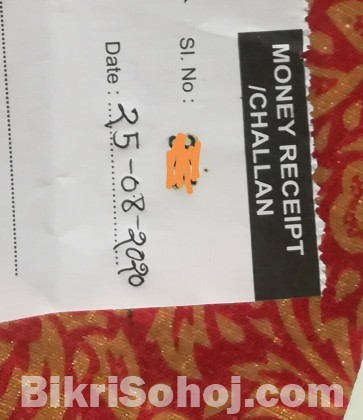 MONEY RECEIPT
/CHALLAN
Sl. No :
Date : 25-08-2020
BikriSohoj.com